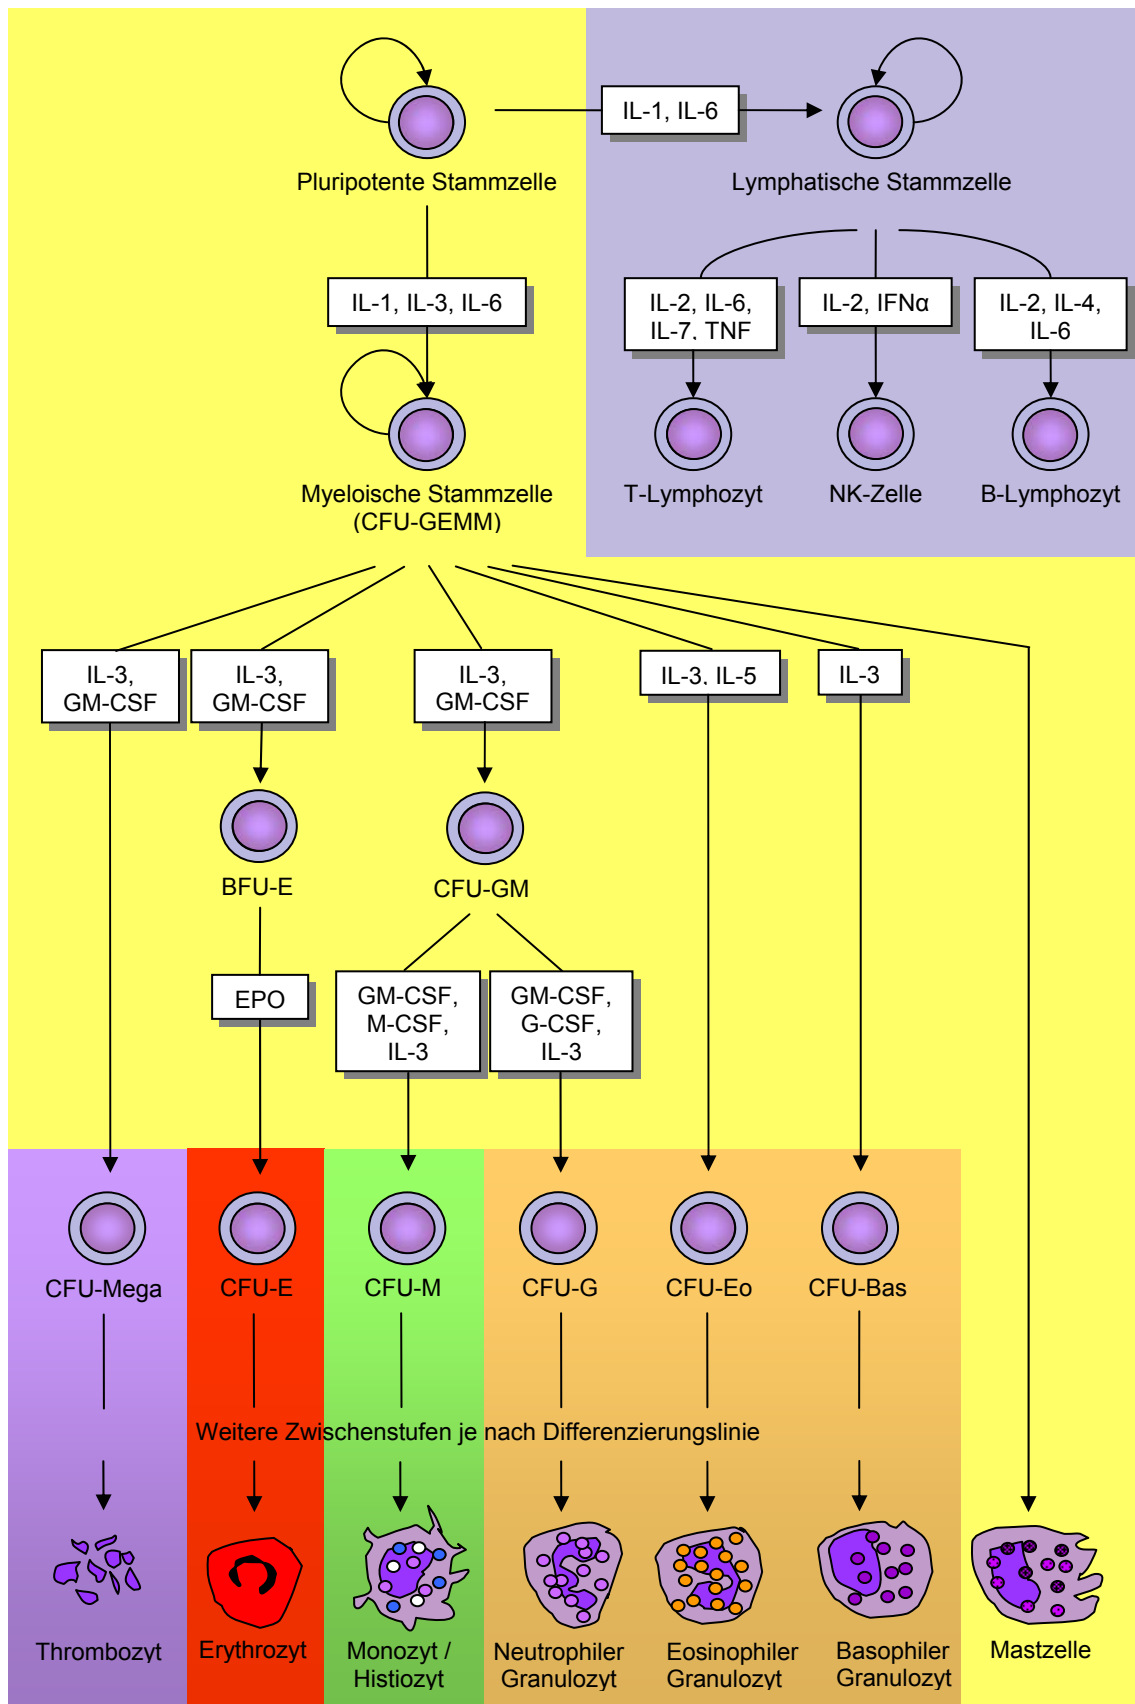 IL-1, IL-6
Pluripotente Stammzelle
Lymphatische Stammzelle
IL-1, IL-3, IL-6
IL-2, IL-6,
IL-7, TNF
IL-2, IFNα
IL-2, IL-4,
IL-6
Myeloische Stammzelle
(CFU-GEMM)
T-Lymphozyt
NK-Zelle
B-Lymphozyt
IL-3,
GM-CSF
IL-3,
GM-CSF
IL-3,
GM-CSF
IL-3, IL-5
IL-3
BFU-E
CFU-GM
EPO
GM-CSF,
M-CSF,
IL-3
GM-CSF,
G-CSF,
IL-3
CFU-Mega
CFU-E
CFU-M
CFU-G
CFU-Eo
CFU-Bas
Weitere Zwischenstufen je nach Differenzierungslinie
Thrombozyt
Erythrozyt
Monozyt /
Histiozyt
Neutrophiler
Granulozyt
Eosinophiler
Granulozyt
Basophiler
Granulozyt
Mastzelle